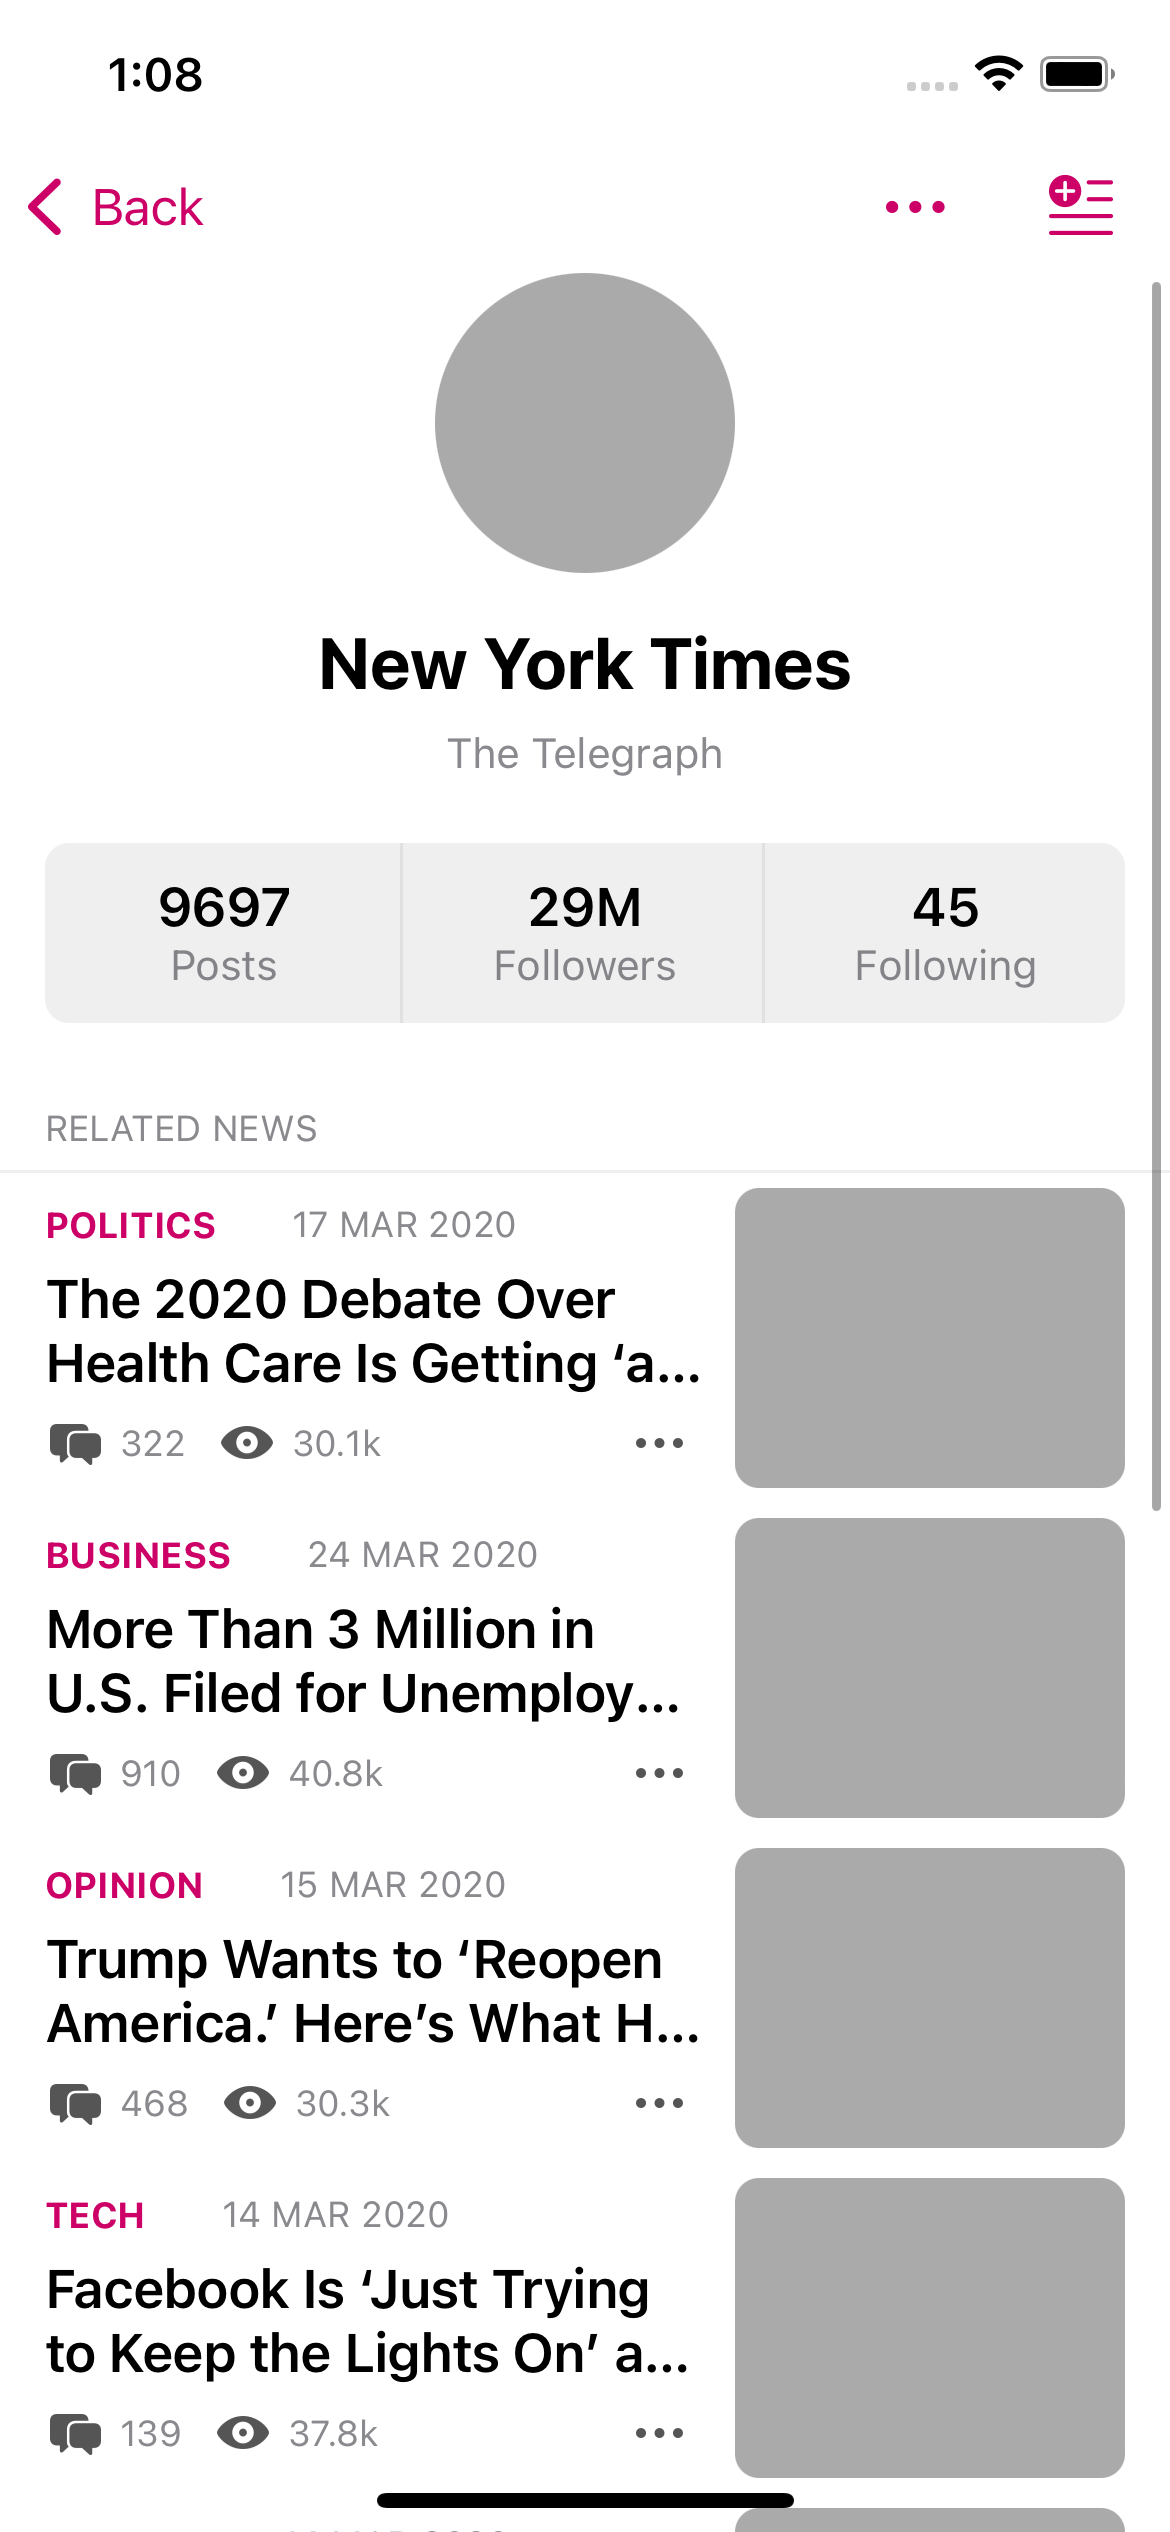 1:08
Back
New York Times
The Telegraph
9697
Posts
29M
Followers
45
Following
RELATED NEWS
POLITICS 17 MAR 2020
The 2020 Debate Over
Health Care Is Getting ‘a...
322 30.1k
BUSINESS 24 MAR 2020
More Than 3 Million in
U.S. Filed for Unemploy...
910 40.8k
OPINION 15 MAR 2020
Trump Wants to ‘Reopen
America.’ Here’s What H...
468 30.3k
TECH 14 MAR 2020
Facebook Is ‘Just Trying
to Keep the Lights On’ a...
139 37.8k